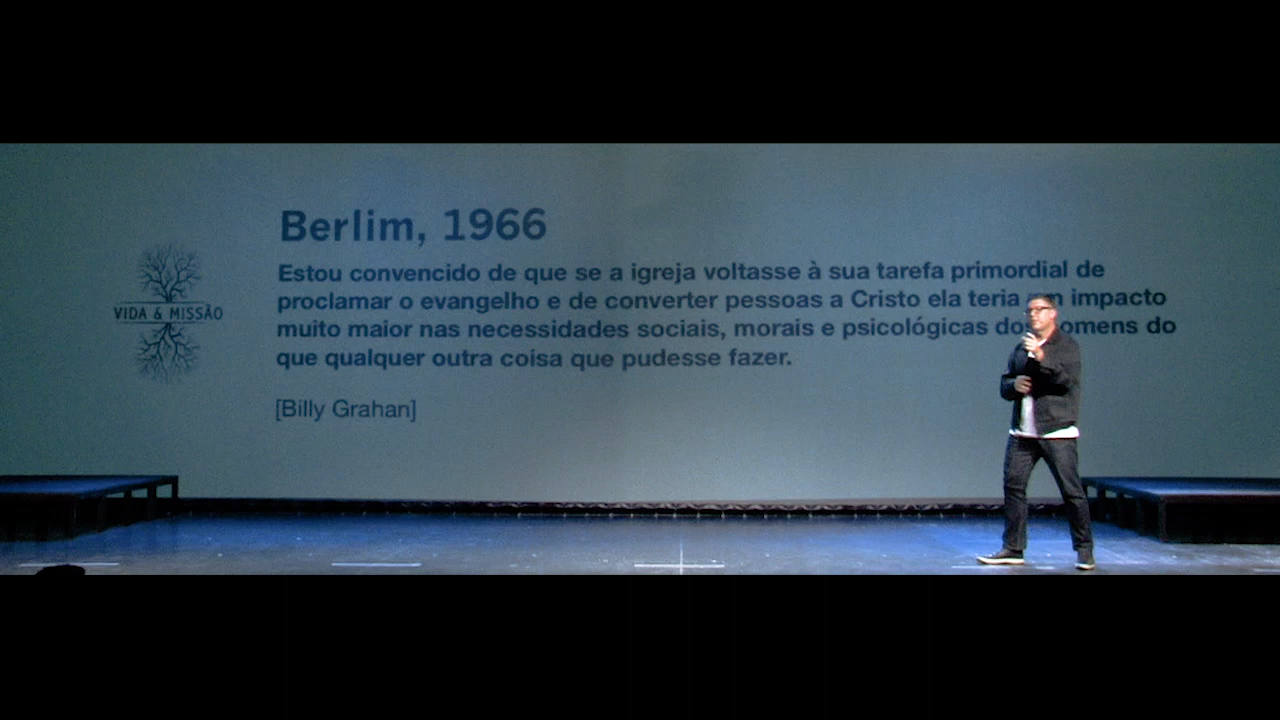 Berlim, 1966
Estou convencido de que se a igreja voltasse à sua tarefa primordial de
proclamar o evangelho e de converter pessoas a Cristo ela teria impacto
muito maior nas necessidades sociais, morais e psicológicas dos homens do
que qualquer outra coisa que pudesse fazer.
[Billy Grahan]
VIDA & MISSÃO